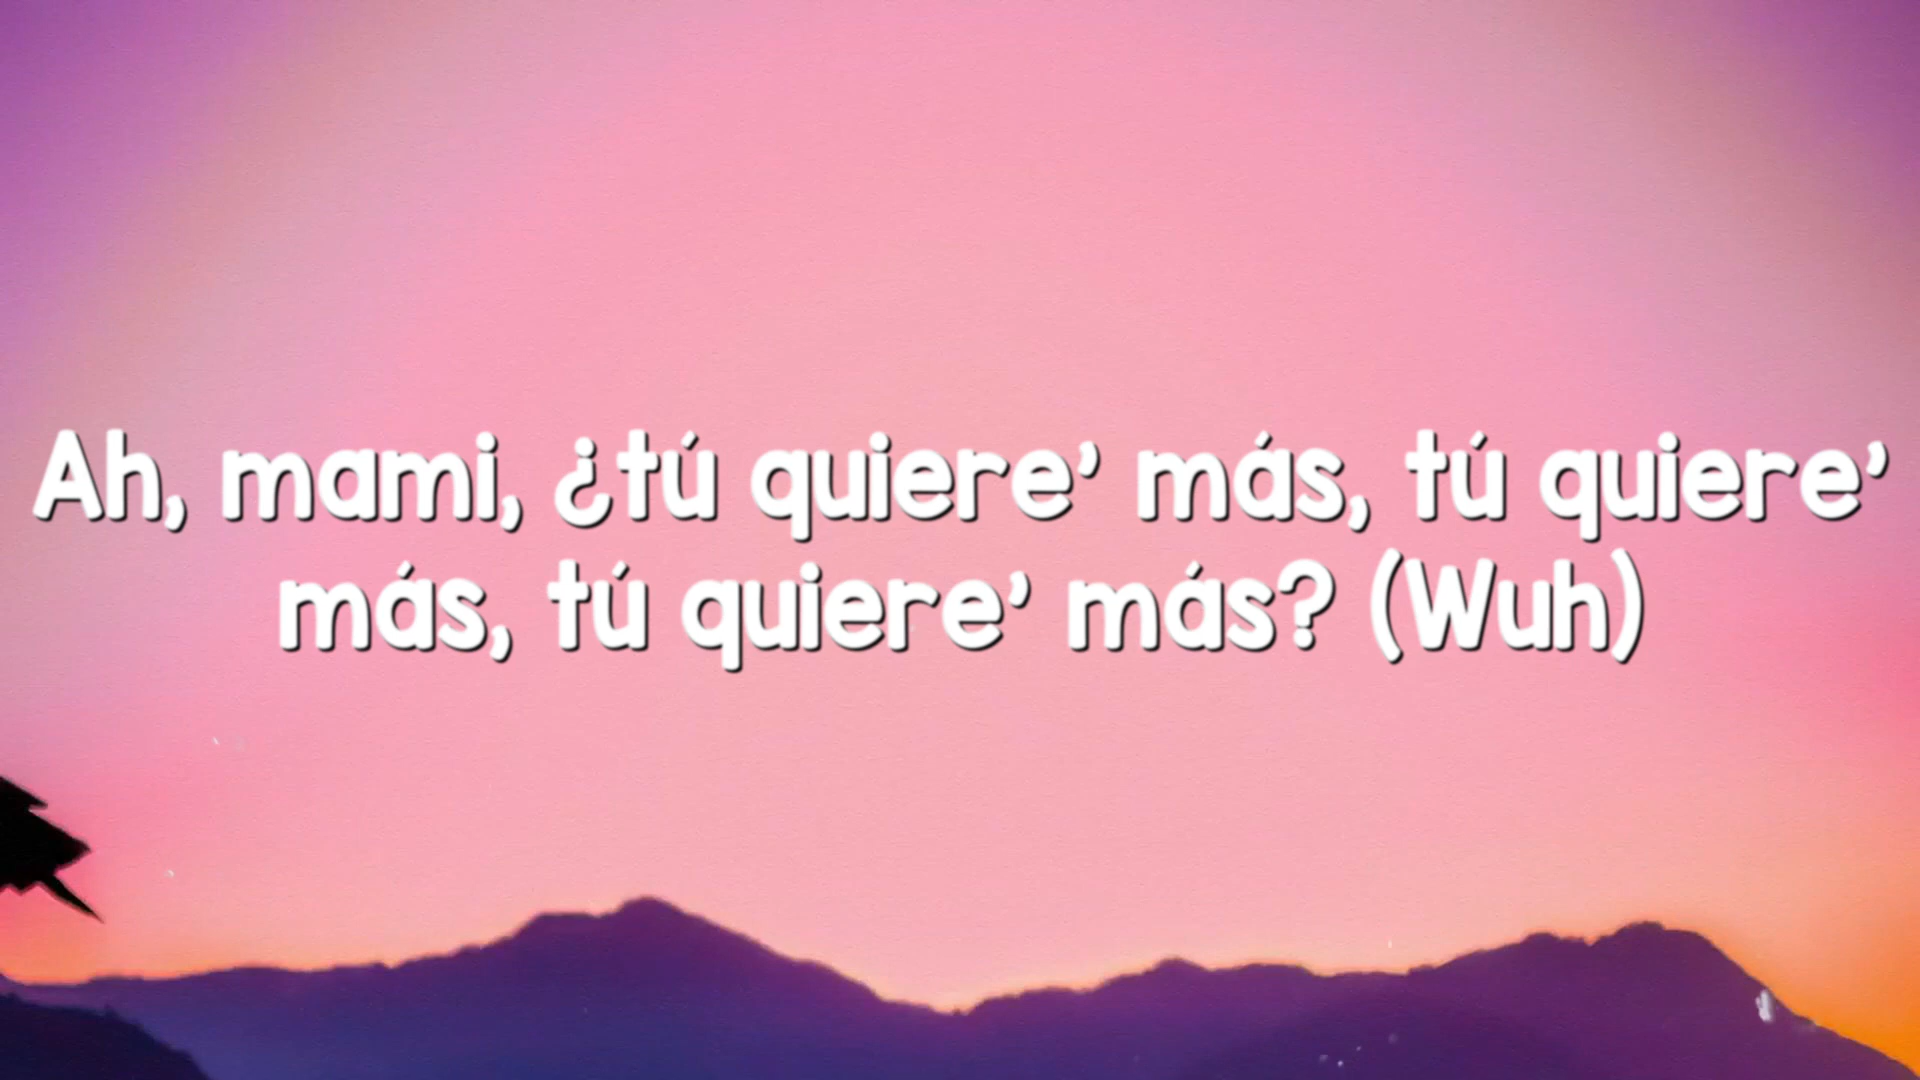 Ah, mami, ¿tú quiere’ más, tú quiere’
más, tú quiere’ más? (Wuh)